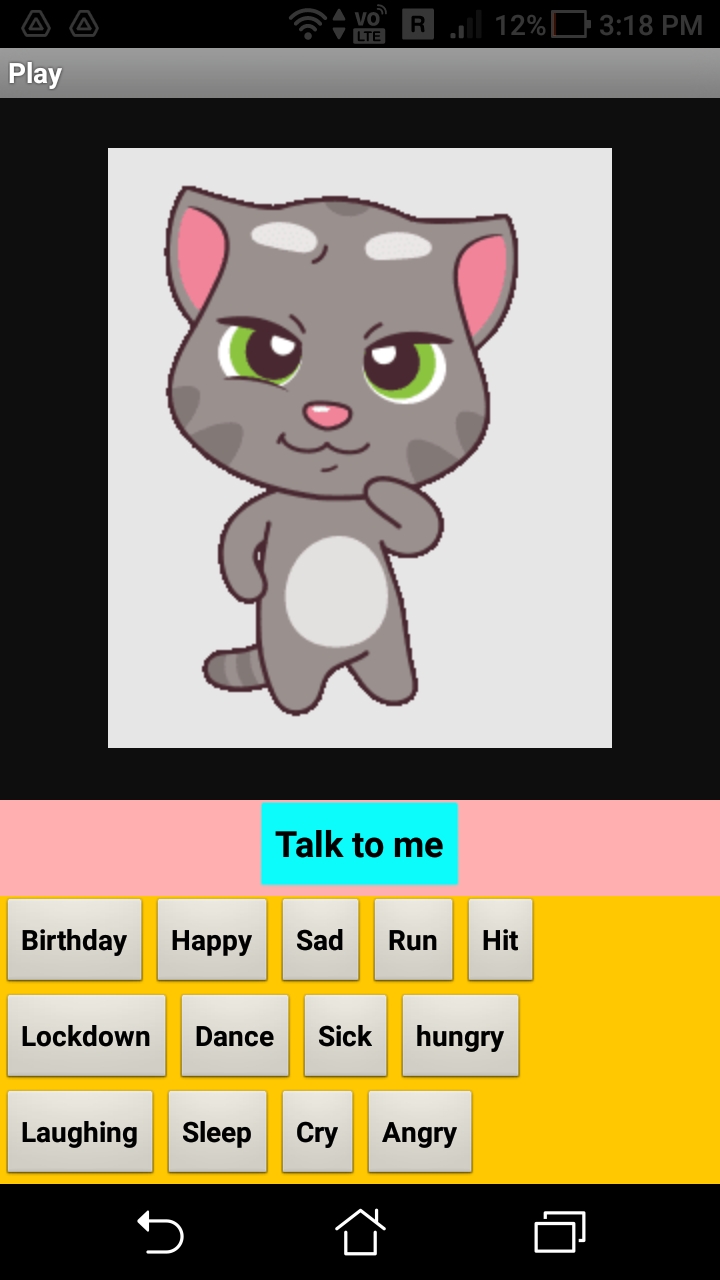 VO LTE R 12% 3:18 PM
Play
Talk to me
Birthday Happy Sad Run Hit
Lockdown Dance Sick hungry
Laughing Sleep Cry Angry